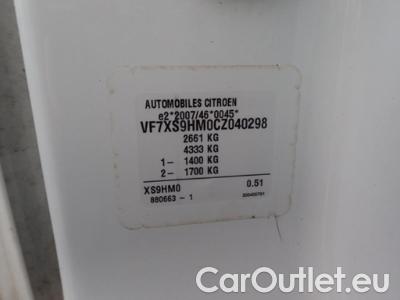 AUTOMOBILES CITROEN
e2*2007/46*0045*
VF7XS9HM0CZ040298
2661 KG
4333 KG
1- 1400 KG
2- 1700 KG
XS9HM0 0.51
880663 - 1
CarOutlet.eu